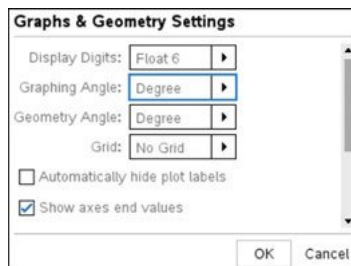 Graphs & Geometry Settings
Display Digits: Float 6
Graphing Angle: Degree
Geometry Angle: Degree
Grid: No Grid
Automatically hide plot labels
Show axes end values
OK Cancel